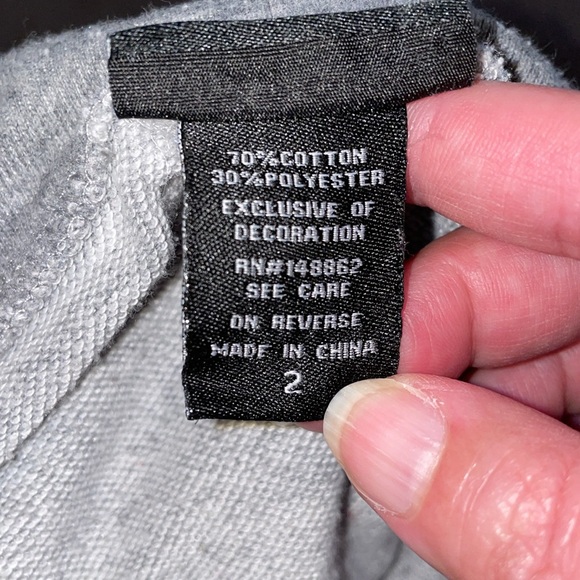 70%COTTON
30%POLYESTER
EXCLUSIVE OF
DECORATION
RN#148862
SEE CARE
ON REVERSE
MADE IN CHINA
2